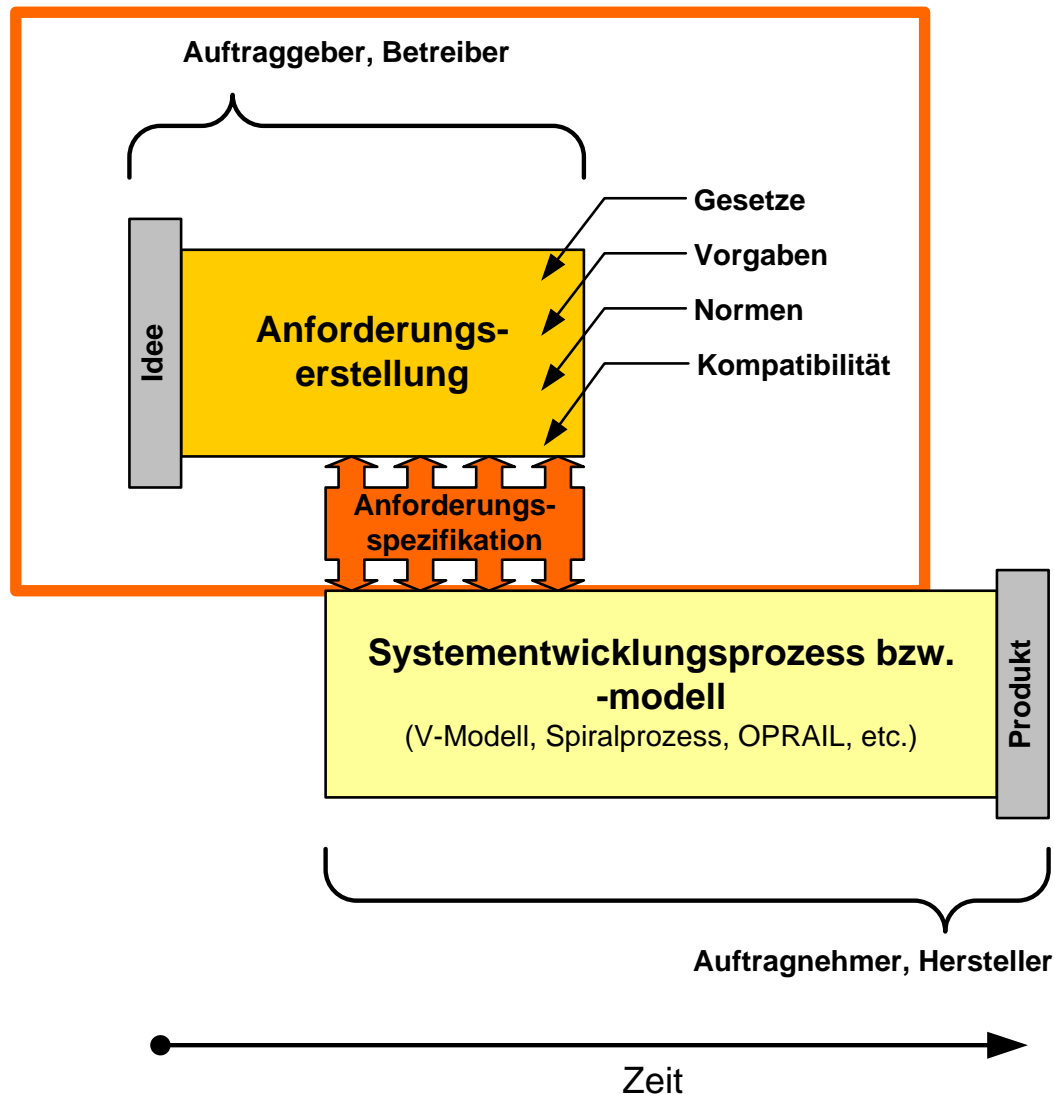 Auftraggeber, Betreiber
Gesetze
Vorgaben
Normen
Kompatibilität
Idee
Anforderungs-
erstellung
Anforderungs-
spezifikation
Systementwicklungsprozess bzw.
-modell
(V-Modell, Spiralprozess, OPRAIL, etc.)
Produkt
Auftragnehmer, Hersteller
Zeit